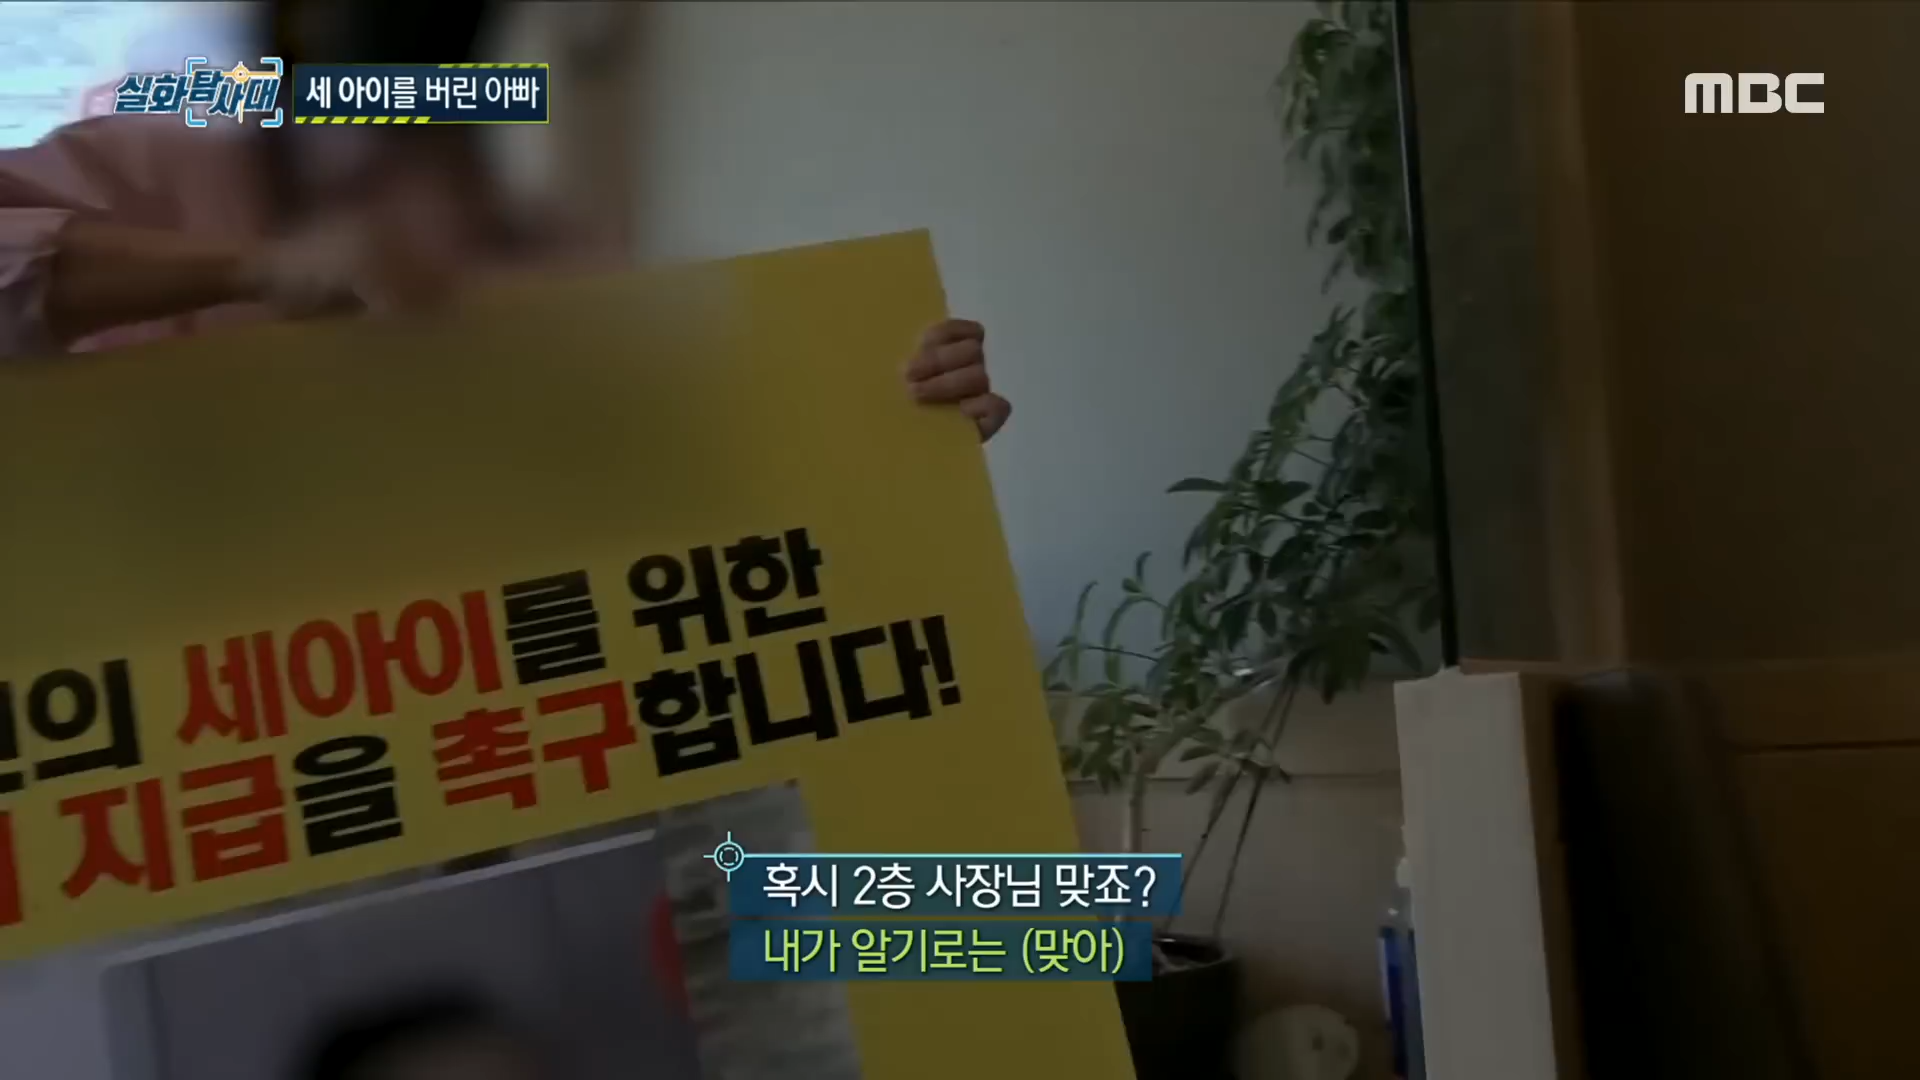 실화탐사대
세 아이를 버린 아빠
MBC
의 세아이를 위한
지급을 촉구합니다!
혹시 2층 사장님 맞죠?
내가 알기로는 (맞아)